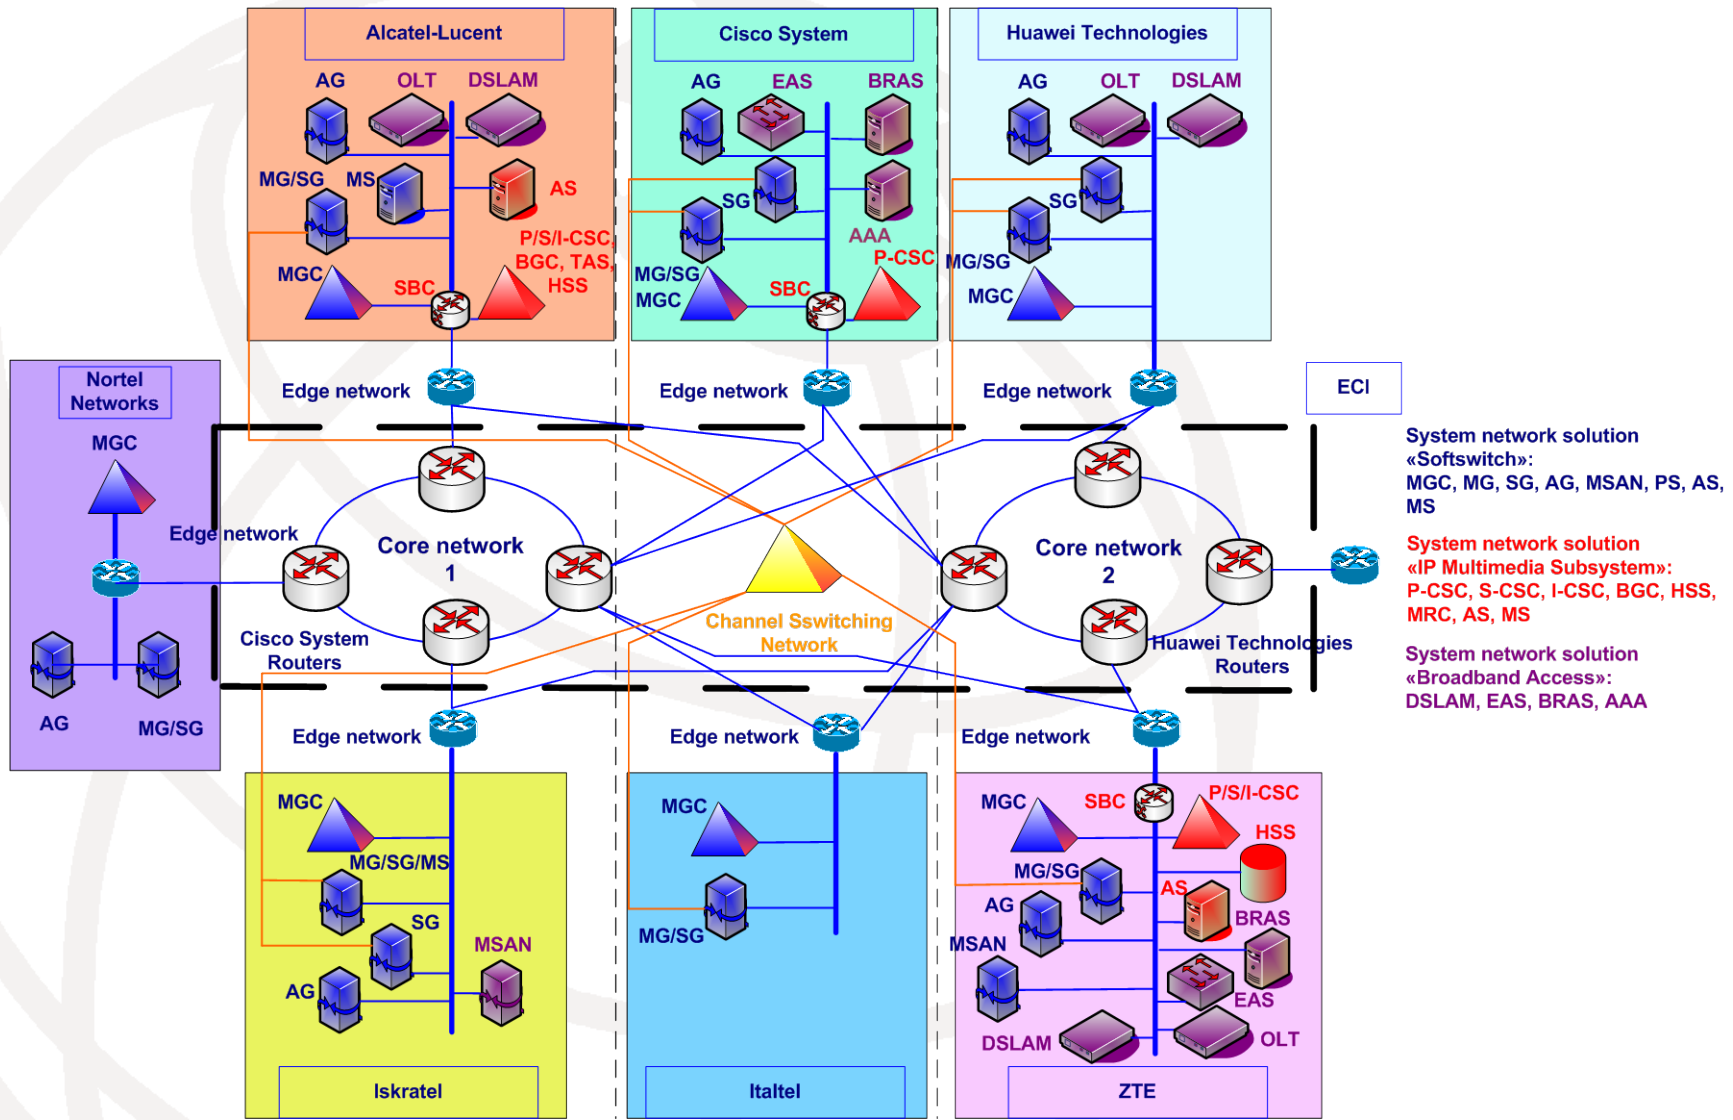 Alcatel-Lucent
AG
OLT
DSLAM
MG/SG
MS
AS
P/S/I-CSC,
BGC, TAS,
HSS
MGC
SBC
Edge network
Cisco System
AG
EAS
BRAS
SG
AAA
MG/SG
MGC
SBC
P-CSC
Edge network
Huawei Technologies
AG
OLT
DSLAM
SG
MG/SG
MGC
Edge network
ECI
Nortel
Networks
MGC
Edge network
AG
MG/SG
Core network
1
Cisco System
Routers
Channel Sswitching
Network
Core network
2
Huawei Technologies
Routers
System network solution
«Softswitch»:
MGC, MG, SG, AG, MSAN, PS, AS,
MS
System network solution
«IP Multimedia Subsystem»:
P-CSC, S-CSC, I-CSC, BGC, HSS,
MRC, AS, MS
System network solution
«Broadband Access»:
DSLAM, EAS, BRAS, AAA
Edge network
MGC
MG/SG/MS
SG
MSAN
AG
Iskratel
Edge network
MGC
MG/SG
Italtel
Edge network
MGC
SBC
P/S/I-CSC
HSS
MG/SG
AS
AG
BRAS
MSAN
EAS
DSLAM
OLT
ZTE